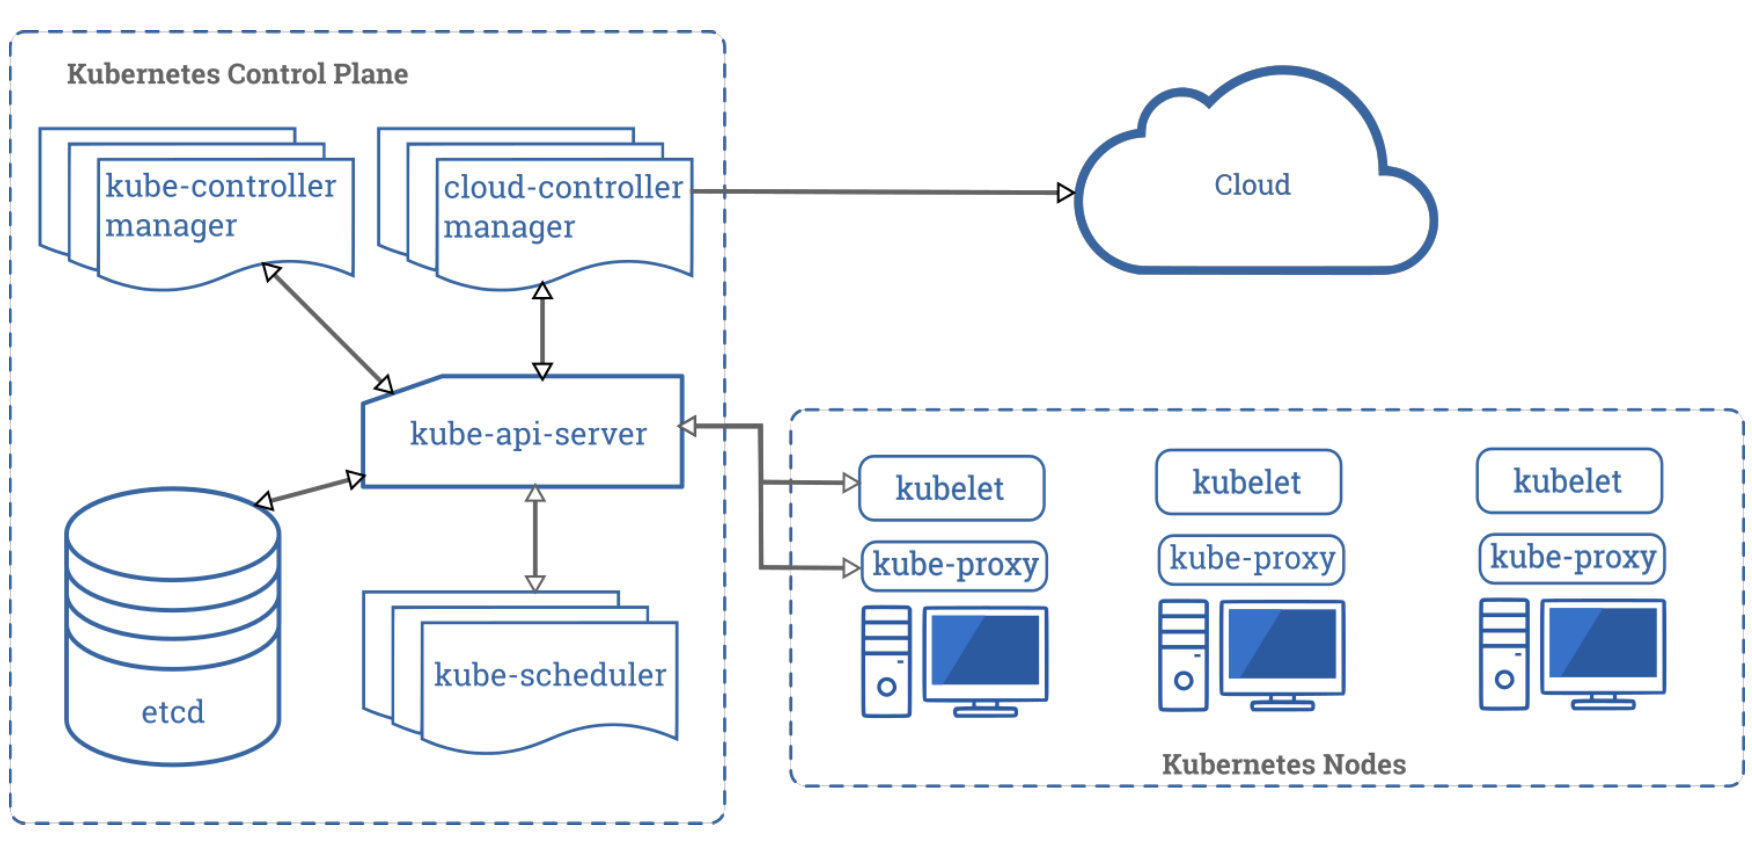 Kubernetes Control Plane
kube-controller
manager
cloud-controller
manager
Cloud
kube-api-server
etcd
kube-scheduler
kubelet
kubelet
kubelet
kube-proxy
kube-proxy
kube-proxy
Kubernetes Nodes